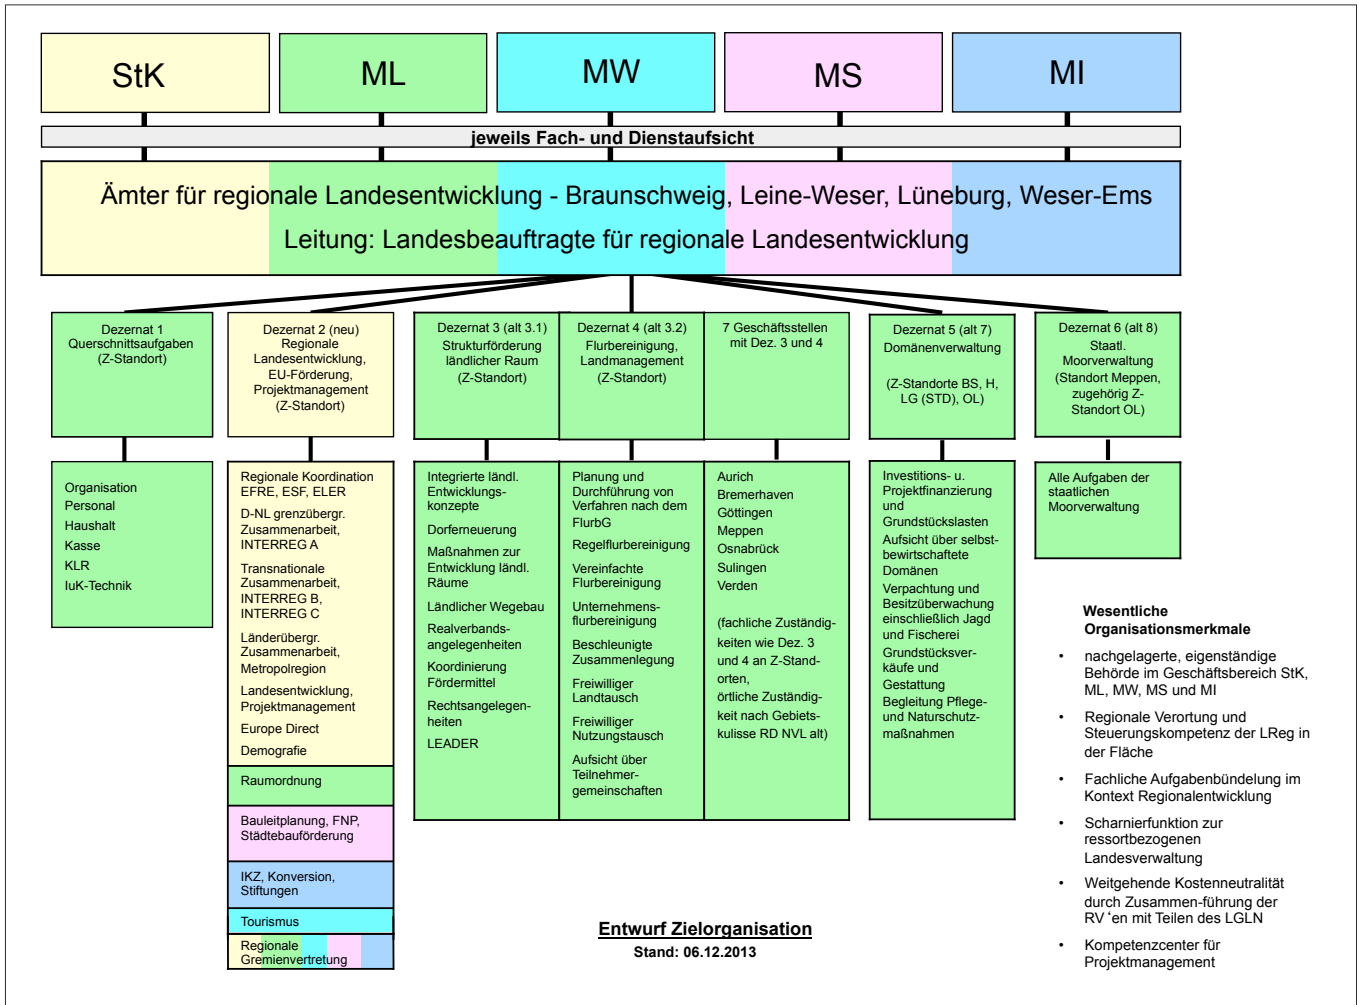 StK
ML
MW
MS
MI
jeweils Fach- und Dienstaufsicht
Ämter für regionale Landesentwicklung - Braunschweig, Leine-Weser, Lüneburg, Weser-Ems
Leitung: Landesbeauftragte für regionale Landesentwicklung
Dezernat 1
Querschnittsaufgaben
(Z-Standort)
Organisation
Personal
Haushalt
Kasse
KLR
IuK-Technik
Dezernat 2 (neu)
Regionale
Landesentwicklung,
EU-Förderung,
Projektmanagement
(Z-Standort)
Regionale Koordination
EFRE, ESF, ELER
D-NL grenzübergr.
Zusammenarbeit,
INTERREG A
Transnationale
Zusammenarbeit,
INTERREG B,
INTERREG C
Länderübergr.
Zusammenarbeit,
Metropolregion
Landesentwicklung,
Projektmanagement
Europe Direct
Demografie
Raumordnung
Bauleitplanung, FNP,
Städtebauförderung
IKZ, Konversion,
Stiftungen
Tourismus
Regionale
Gremienvertretung
Dezernat 3 (alt 3.1)
Strukturförderung
ländlicher Raum
(Z-Standort)
Integrierte ländl.
Entwicklungs-
konzepte
Dorferneuerung
Maßnahmen zur
Entwicklung ländl.
Räume
Ländlicher Wegebau
Realverbands-
angelegenheiten
Koordinierung
Fördermittel
Rechtsangelegen-
heiten
LEADER
Dezernat 4 (alt 3.2)
Flurbereinigung,
Landmanagement
(Z-Standort)
Planung und
Durchführung von
Verfahren nach dem
FlurbG
Regelflurbereinigung
Vereinfachte
Flurbereinigung
Unternehmens-
flurbereinigung
Beschleunigte
Zusammenlegung
Freiwilliger
Landtausch
Freiwilliger
Nutzungstausch
Aufsicht über
Teilnehmer-
gemeinschaften
7 Geschäftsstellen
mit Dez. 3 und 4
Aurich
Bremerhaven
Göttingen
Meppen
Osnabrück
Sulingen
Verden
(fachliche Zuständig-
keiten wie Dez. 3
und 4 an Z-Stand-
orten,
örtliche Zuständig-
keit nach Gebiets-
kulisse RD NVL alt)
Dezernat 5 (alt 7)
Domänenverwaltung
(Z-Standorte BS, H,
LG (STD), OL)
Investitions- u.
Projektfinanzierung
und
Grundstückslasten
Aufsicht über selbst-
bewirtschaftete
Domänen
Verpachtung und
Besitzüberwachung
einschließlich Jagd
und Fischerei
Grundstücksver-
käufe und
Gestattung
Begleitung Pflege-
und Naturschutz-
maßnahmen
Dezernat 6 (alt 8)
Staatl.
Moorverwaltung
(Standort Meppen,
zugehörig Z-
Standort OL)
Alle Aufgaben der
staatlichen
Moorverwaltung
Wesentliche
Organisationsmerkmale
• nachgelagerte, eigenständige
Behörde im Geschäftsbereich StK,
ML, MW, MS und MI
• Regionale Verortung und
Steuerungskompetenz der LReg in
der Fläche
• Fachliche Aufgabenbündelung im
Kontext Regionalentwicklung
• Scharnierfunktion zur
ressortbezogenen
Landesverwaltung
• Weitgehende Kostenneutralität
durch Zusammen-führung der
RV 'en mit Teilen des LGLN
• Kompetenzcenter für
Projektmanagement
Entwurf Zielorganisation
Stand: 06.12.2013